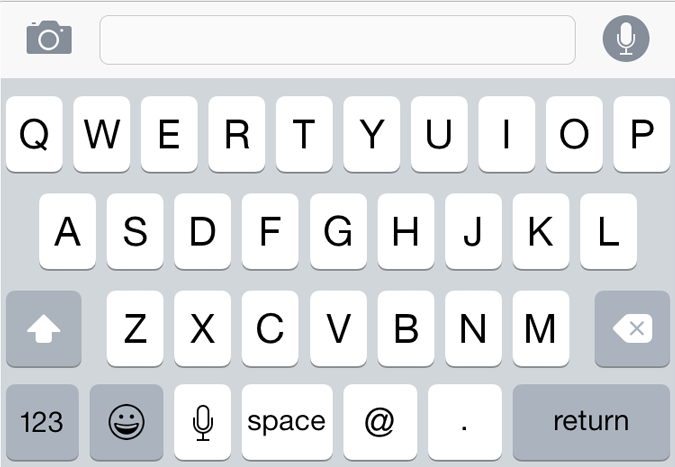 Q W E R T Y U I O P
A S D F G H J K L
Z X C V B N M
123 space @ . return